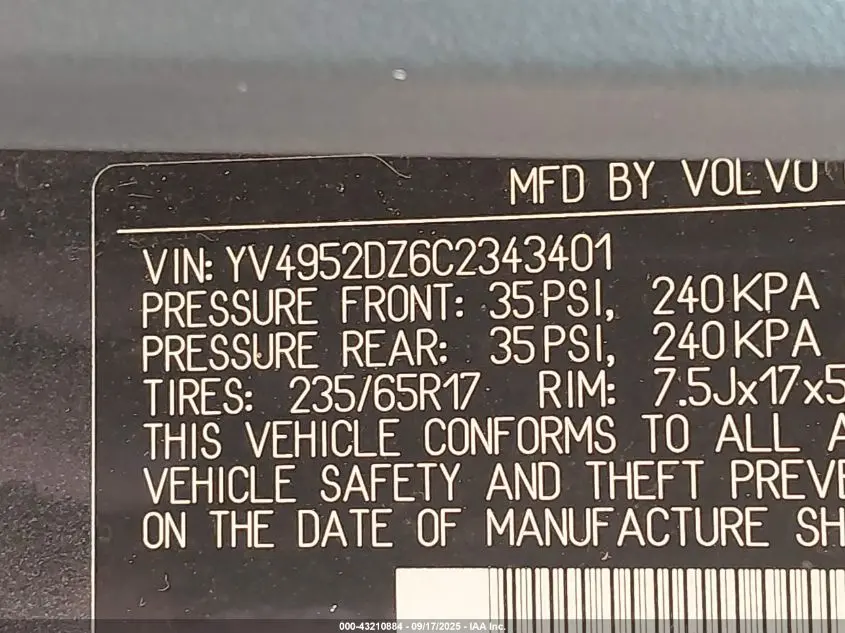 MFD BY VOLVO
VIN: YV4952DZ6C2343401
PRESSURE FRONT: 35 PSI, 240 KPA
PRESSURE REAR: 35 PSI, 240 KPA
TIRES: 235/65R17 RIM: 7.5Jx17x5
THIS VEHICLE CONFORMS TO ALL A
VEHICLE SAFETY AND THEFT PREVE
ON THE DATE OF MANUFACTURE SH
000-43210884 - 09/17/2025 - IAA Inc.